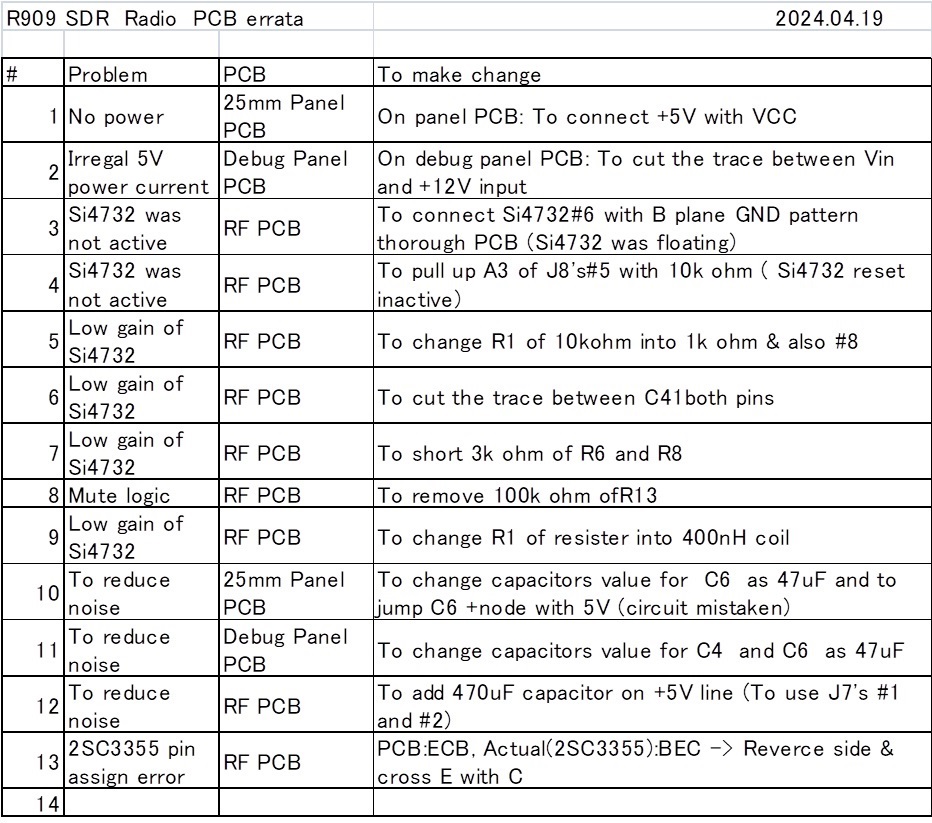 R909 SDR Radio PCB errata 2024.04.19
# Problem PCB To make change
1 No power 25mm Panel PCB On panel PCB: To connect +5V with VCC
2 Irregal 5V power current Debug Panel PCB On debug panel PCB: To cut the trace between Vin and +12V input
3 Si4732 was not active RF PCB To connect Si4732#6 with B plane GND pattern thorough PCB (Si4732 was floating)
4 Si4732 was not active RF PCB To pull up A3 of J8's#5 with 10k ohm ( Si4732 reset inactive)
5 Low gain of Si4732 RF PCB To change R1 of 10kohm into 1k ohm & also #8
6 Low gain of Si4732 RF PCB To cut the trace between C41both pins
7 Low gain of Si4732 RF PCB To short 3k ohm of R6 and R8
8 Mute logic RF PCB To remove 100k ohm ofR13
9 Low gain of Si4732 RF PCB To change R1 of resister into 400nH coil
10 To reduce noise 25mm Panel PCB To change capacitors value for C6 as 47uF and to jump C6 +node with 5V (circuit mistaken)
11 To reduce noise Debug Panel PCB To change capacitors value for C4 and C6 as 47uF
12 To reduce noise RF PCB To add 470uF capacitor on +5V line (To use J7's #1 and #2)
13 2SC3355 pin assign error RF PCB PCB:ECB, Actual(2SC3355):BEC -> Reverce side & cross E with C
14